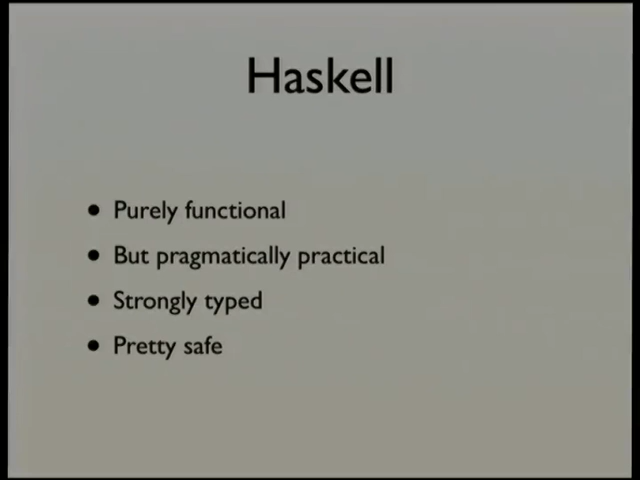 Haskell
• Purely functional
• But pragmatically practical
• Strongly typed
• Pretty safe